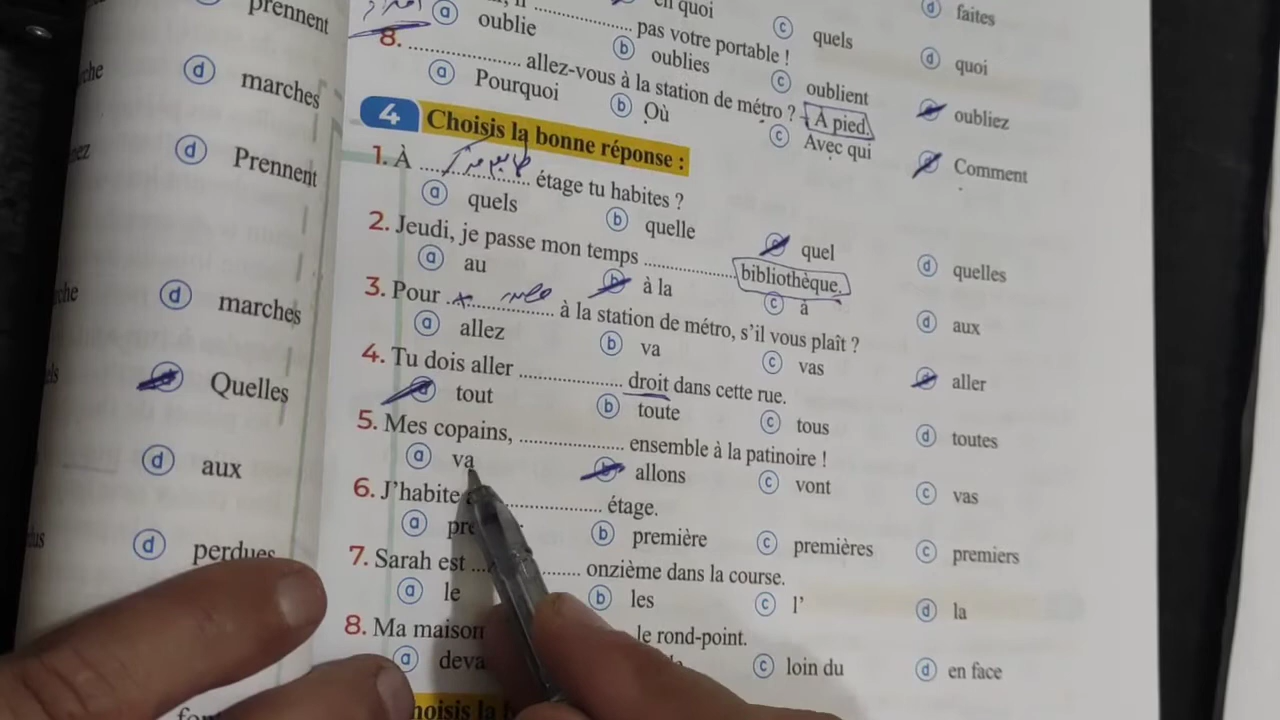 prennent
d marches
d Prennent
d marches
Quelles
d aux
d perdues
en quoi
c quels
d faites
pas votre portable !
a oublie
b oublies
c oublient
d quoi
oubliez
8. .................... allez-vous à la station de métro ? - À pied.
a Pourquoi
b Où
c Avec qui
Comment
4 Choisis la bonne réponse :
1. À .................... étage tu habites ?
a quels
b quelle
quel
d quelles
2. Jeudi, je passe mon temps .................... bibliothèque.
a au
b à la
c à
d aux
3. Pour .................... à la station de métro, s'il vous plaît ?
a allez
b va
c vas
aller
4. Tu dois aller .................... droit dans cette rue.
tout
b toute
c tous
d toutes
5. Mes copains, .................... ensemble à la patinoire !
a va
b allons
c vont
c vas
6. J'habite .................... étage.
a pre
b première
c premières
c premiers
7. Sarah est .................... onzième dans la course.
a le
b les
c l'
d la
8. Ma maison le rond-point.
a deva
c loin du
d en face